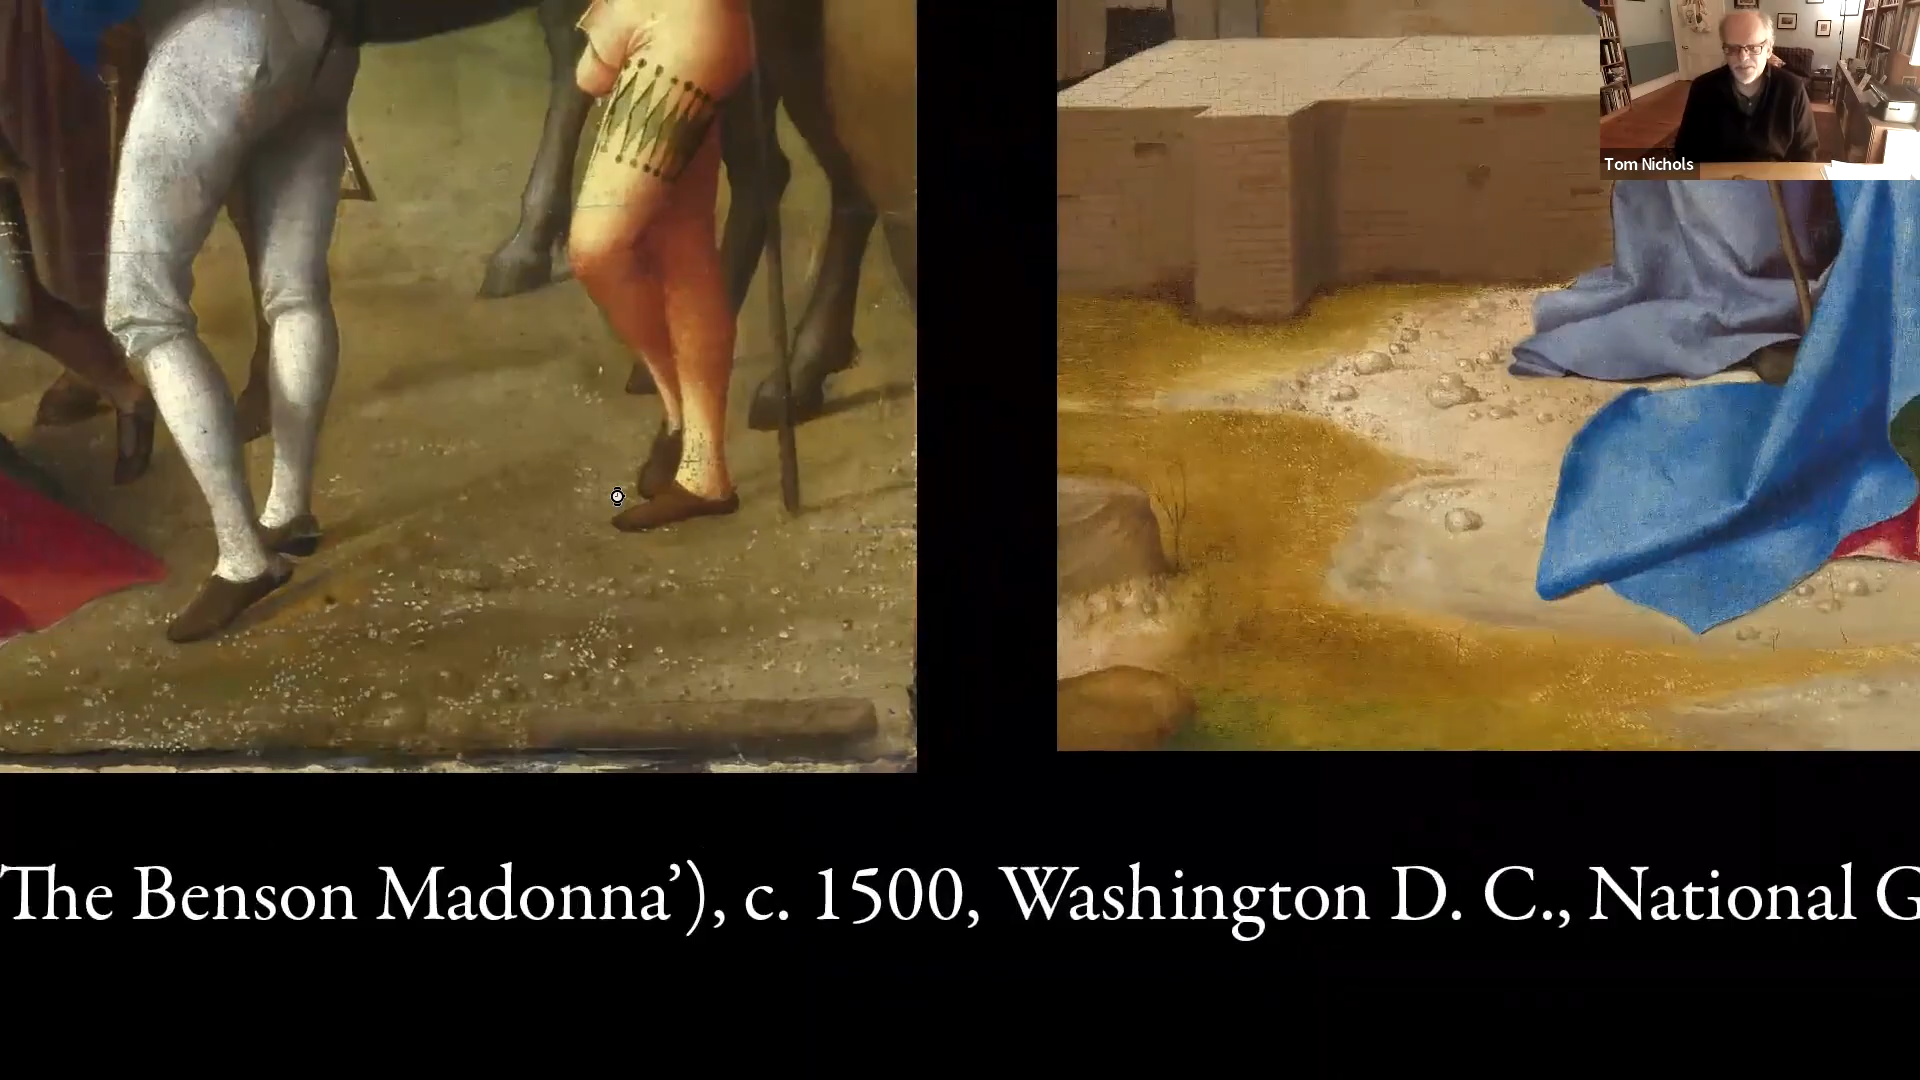 Tom Nichols
The Benson Madonna’), c. 1500, Washington D. C., National G